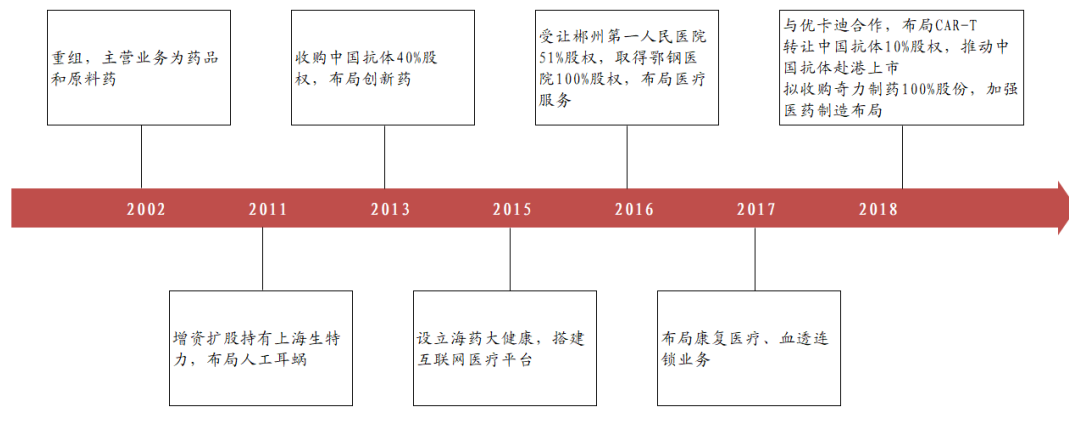 重组，主营业务为药品
和原料药
收购中国抗体40%股
权，布局创新药
受让郴州第一人民医院
51%股权，取得鄂钢医
院100%股权，布局医疗
服务
与优卡迪合作，布局CAR-T
转让中国抗体10%股权，推动中
国抗体赴港上市
拟收购奇力制药100%股份，加强
医药制造布局
2002
2011
2013
2015
2016
2017
2018
增资扩股持有上海生特
力，布局人工耳蜗
设立海药大健康，搭建
互联网医疗平台
布局康复医疗、血透连
锁业务